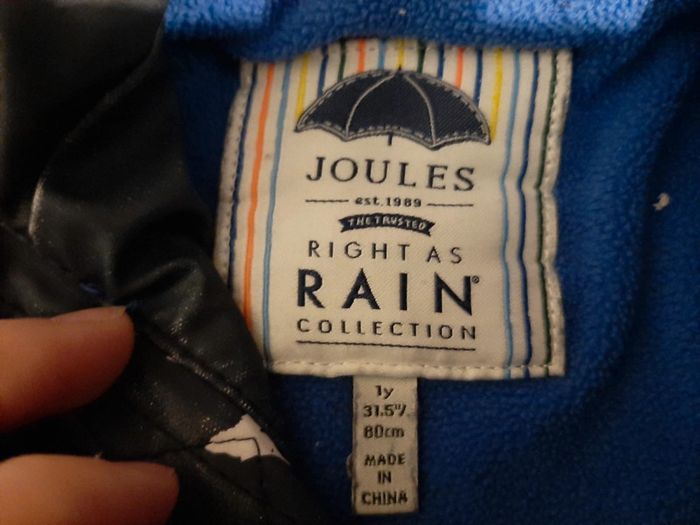 JOULES
est. 1989
THE TRUSTED
RIGHT AS
RAIN®
COLLECTION
1y
31.5"/
80cm
MADE
IN
CHINA